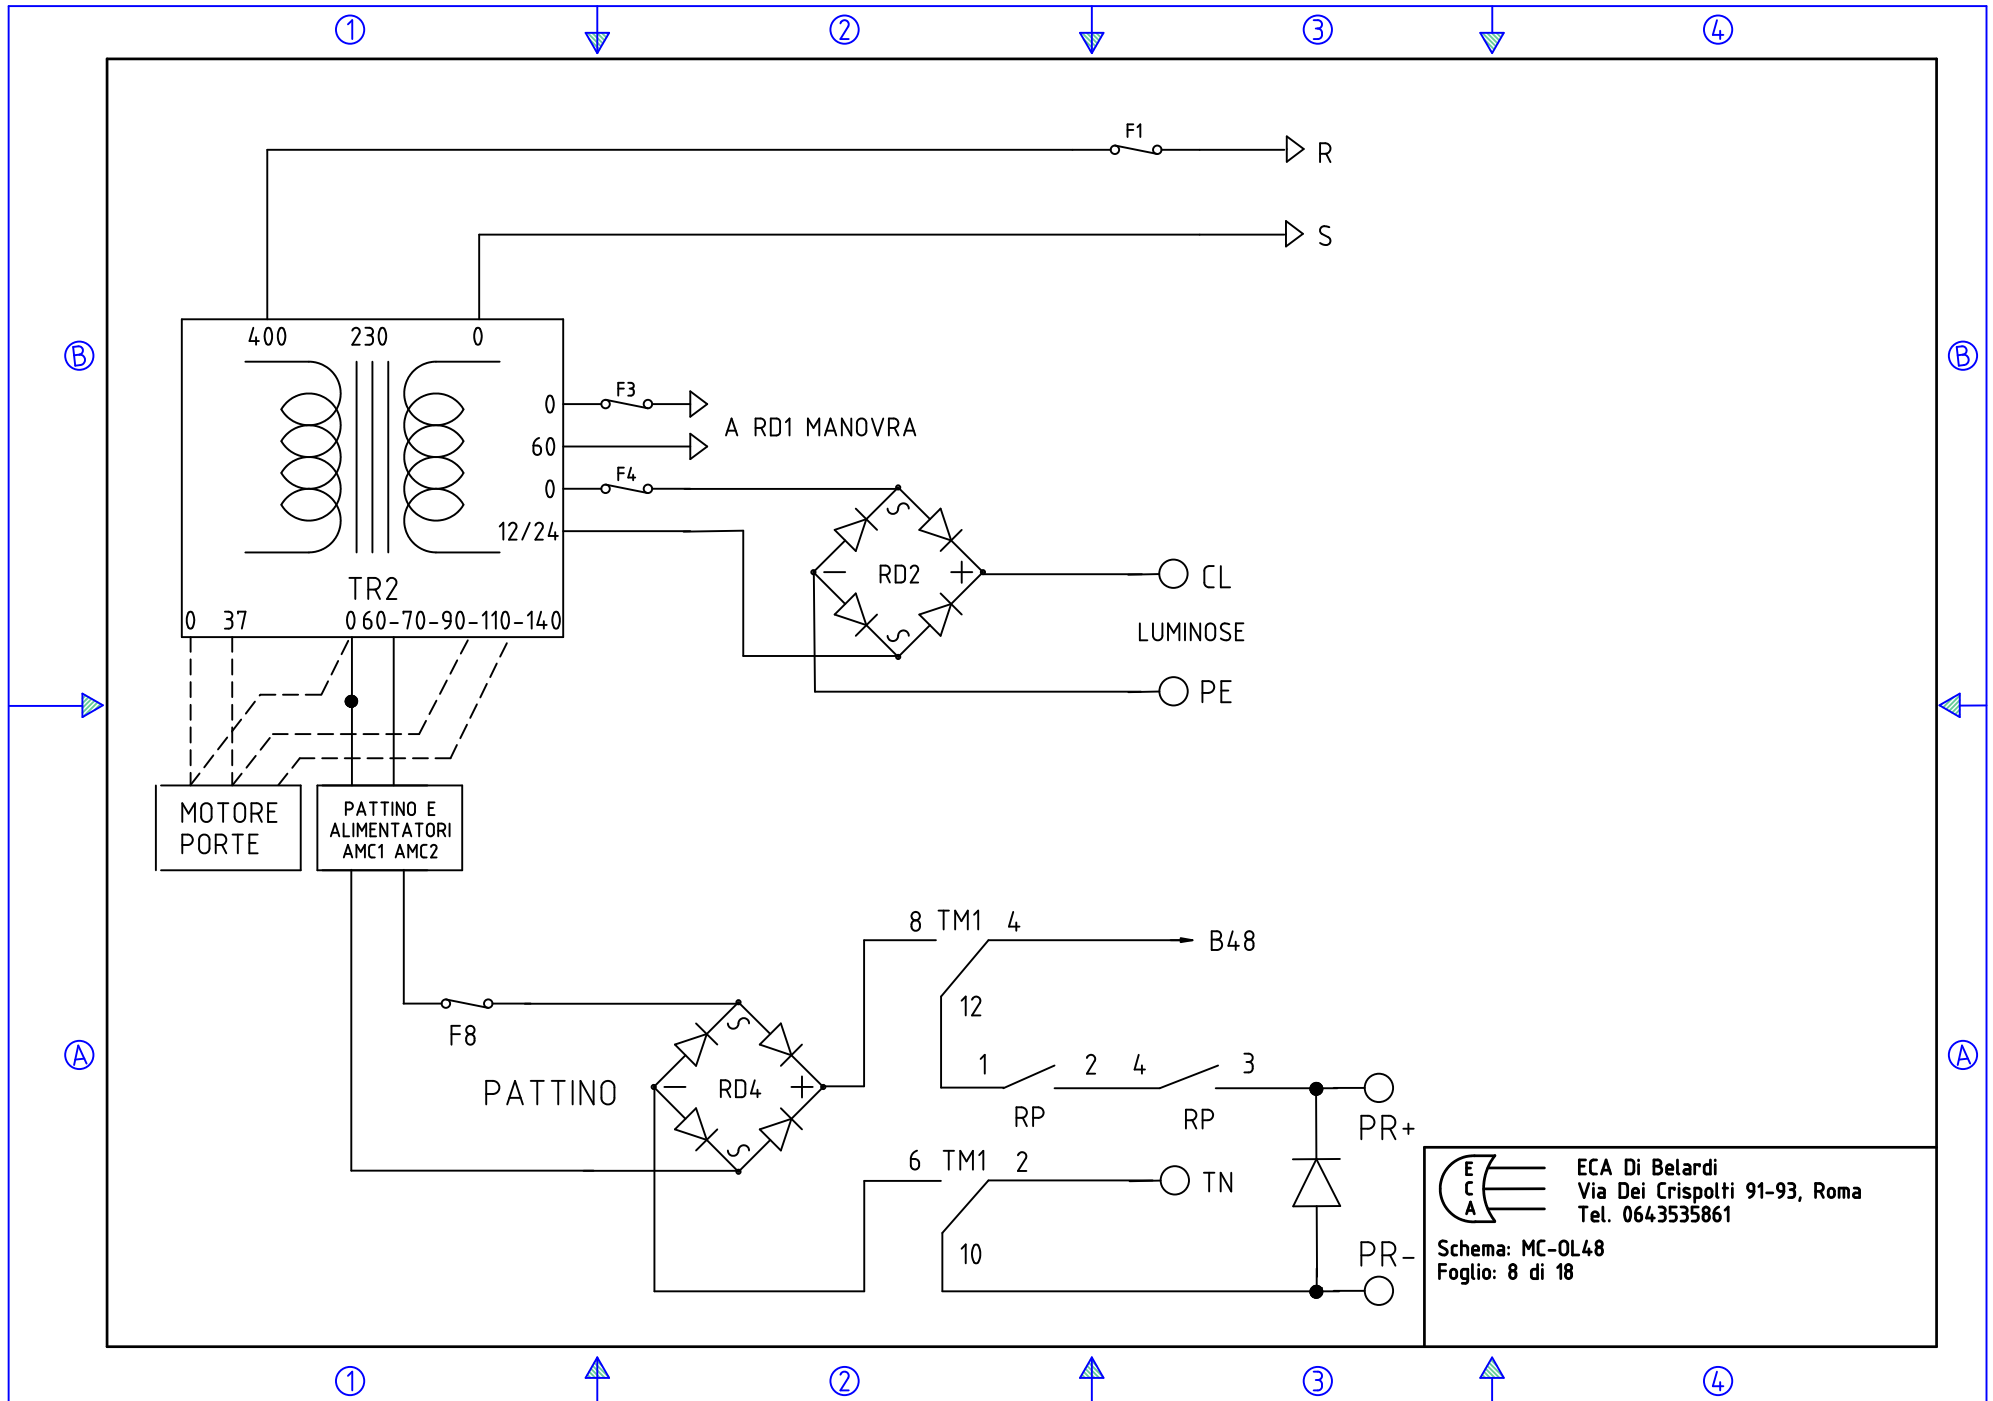 1 2 3 4
F1
R
S
B B
400 230 0
0 F3
A RD1 MANOVRA
60
0 F4
12/24
RD2
CL
TR2
LUMINOSE
0 37 0 60-70-90-110-140
PE
MOTORE
PORTE
PATTINO E
ALIMENTATORI
AMC1 AMC2
8 TM1 4
B48
12
F8
A A
1 2 4 3
PATTINO
RD4
RP RP
PR+
6 TM1 2
TN
10
PR-
E
C
A
ECA Di Belardi
Via Dei Crispolti 91-93, Roma
Tel. 0643535861
Schema: MC-OL48
Foglio: 8 di 18
1 2 3 4